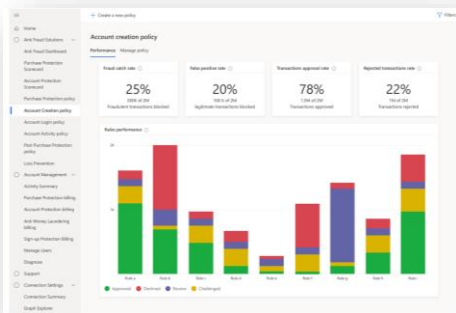 + Create a new policy
Filters
Home
Anti Fraud Solutions
Anti Fraud Dashboard
Purchase Protection
Scorecard
Account Protection
Scorecard
Purchase Protection policy
Account Creation policy
Account Login policy
Account Activity policy
Post Purchase Protection
policy
Loss Prevention
Account Management
Activity Summary
Purchase Protection billing
Account Protection billing
Anti-Money Laundering
billing
Sign-up Protection Billing
Manage Users
Diagnose
Support
Connection Settings
Connection Summary
Graph Explorer
Account creation policy
Performance Manage policy
Fraud catch rate
25%
Fraudulent transactions blocked
False positive rate
20%
legitimate transactions blocked
Transactions approval rate
78%
Transactions approved
Rejected transactions rate
22%
Transactions rejected
Rules performance
Approved Declined Review Challenged